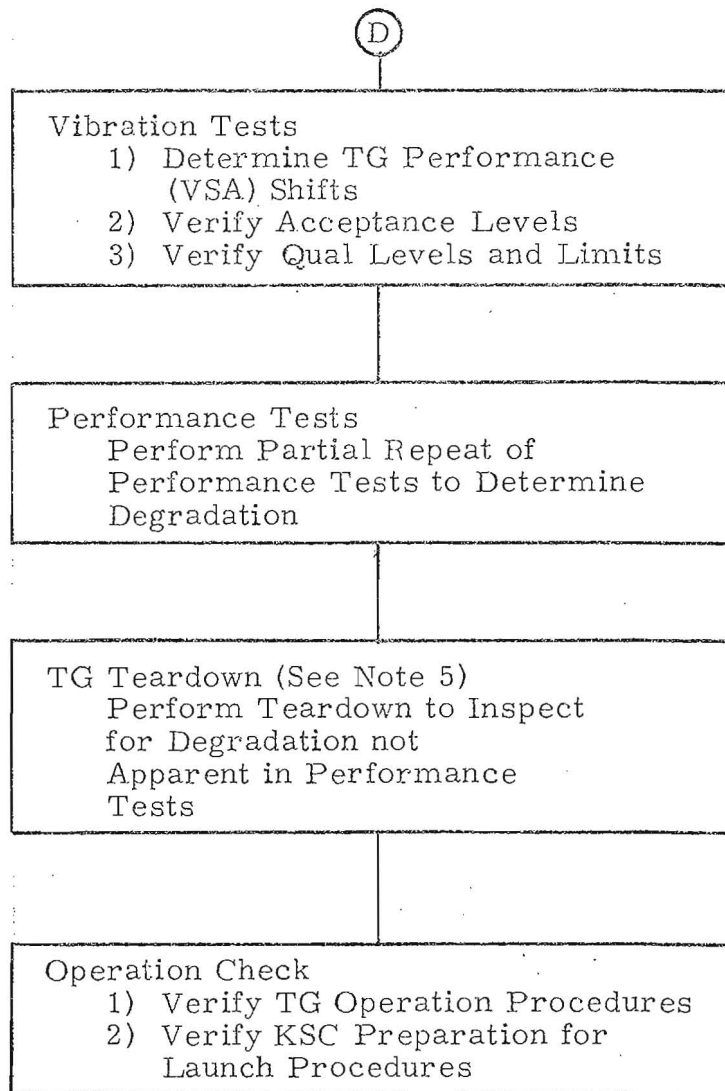 D
Vibration Tests
1) Determine TG Performance
(VSA) Shifts
2) Verify Acceptance Levels
3) Verify Qual Levels and Limits
Performance Tests
Perform Partial Repeat of
Performance Tests to Determine
Degradation
TG Teardown (See Note 5)
Perform Teardown to Inspect
for Degradation not
Apparent in Performance
Tests
Operation Check
1) Verify TG Operation Procedures
2) Verify KSC Preparation for
Launch Procedures